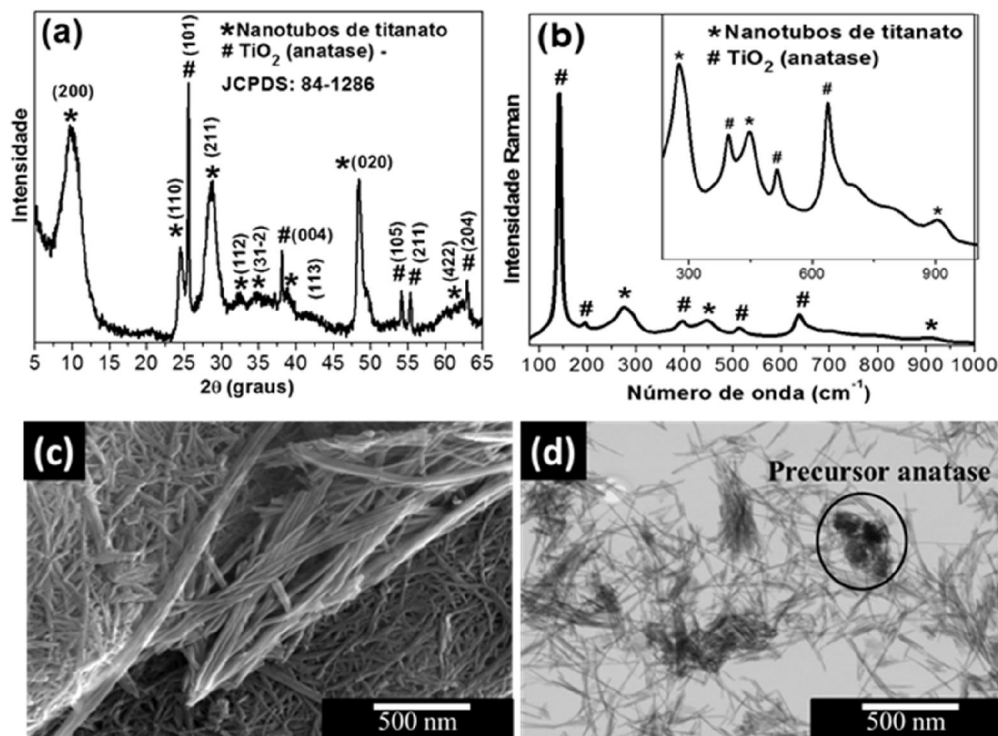 (a)
* Nanotubos de titanato
# TiO₂ (anatase) -
JCPDS: 84-1286
* (200)
* (110)
# (101)
* (211)
* (112)
* (31-2)
# (004)
*
(113)
* (020)
# (105)
# (211)
* (422)
# (204)
Intensidade
5 10 15 20 25 30 35 40 45 50 55 60 65
2θ (graus)
(b)
* Nanotubos de titanato
# TiO₂ (anatase)
* # * # # *
300 600 900
# # * # * # # *
Intensidade Raman
100 200 300 400 500 600 700 800 900 1000
Número de onda (cm⁻¹)
(c)
500 nm
(d)
Precursor anatase
500 nm